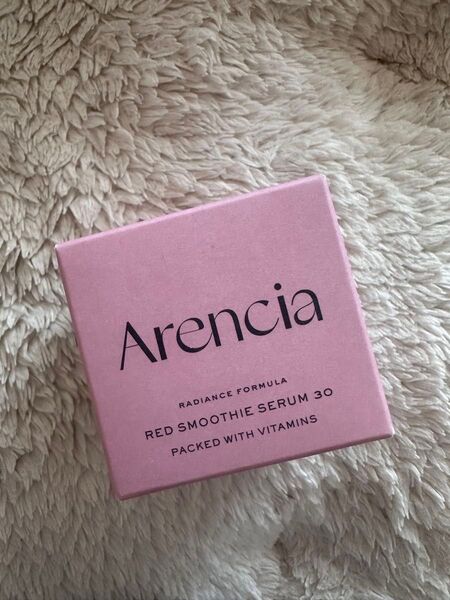 Arencia
RADIANCE FORMULA
RED SMOOTHIE SERUM 30
PACKED WITH VITAMINS